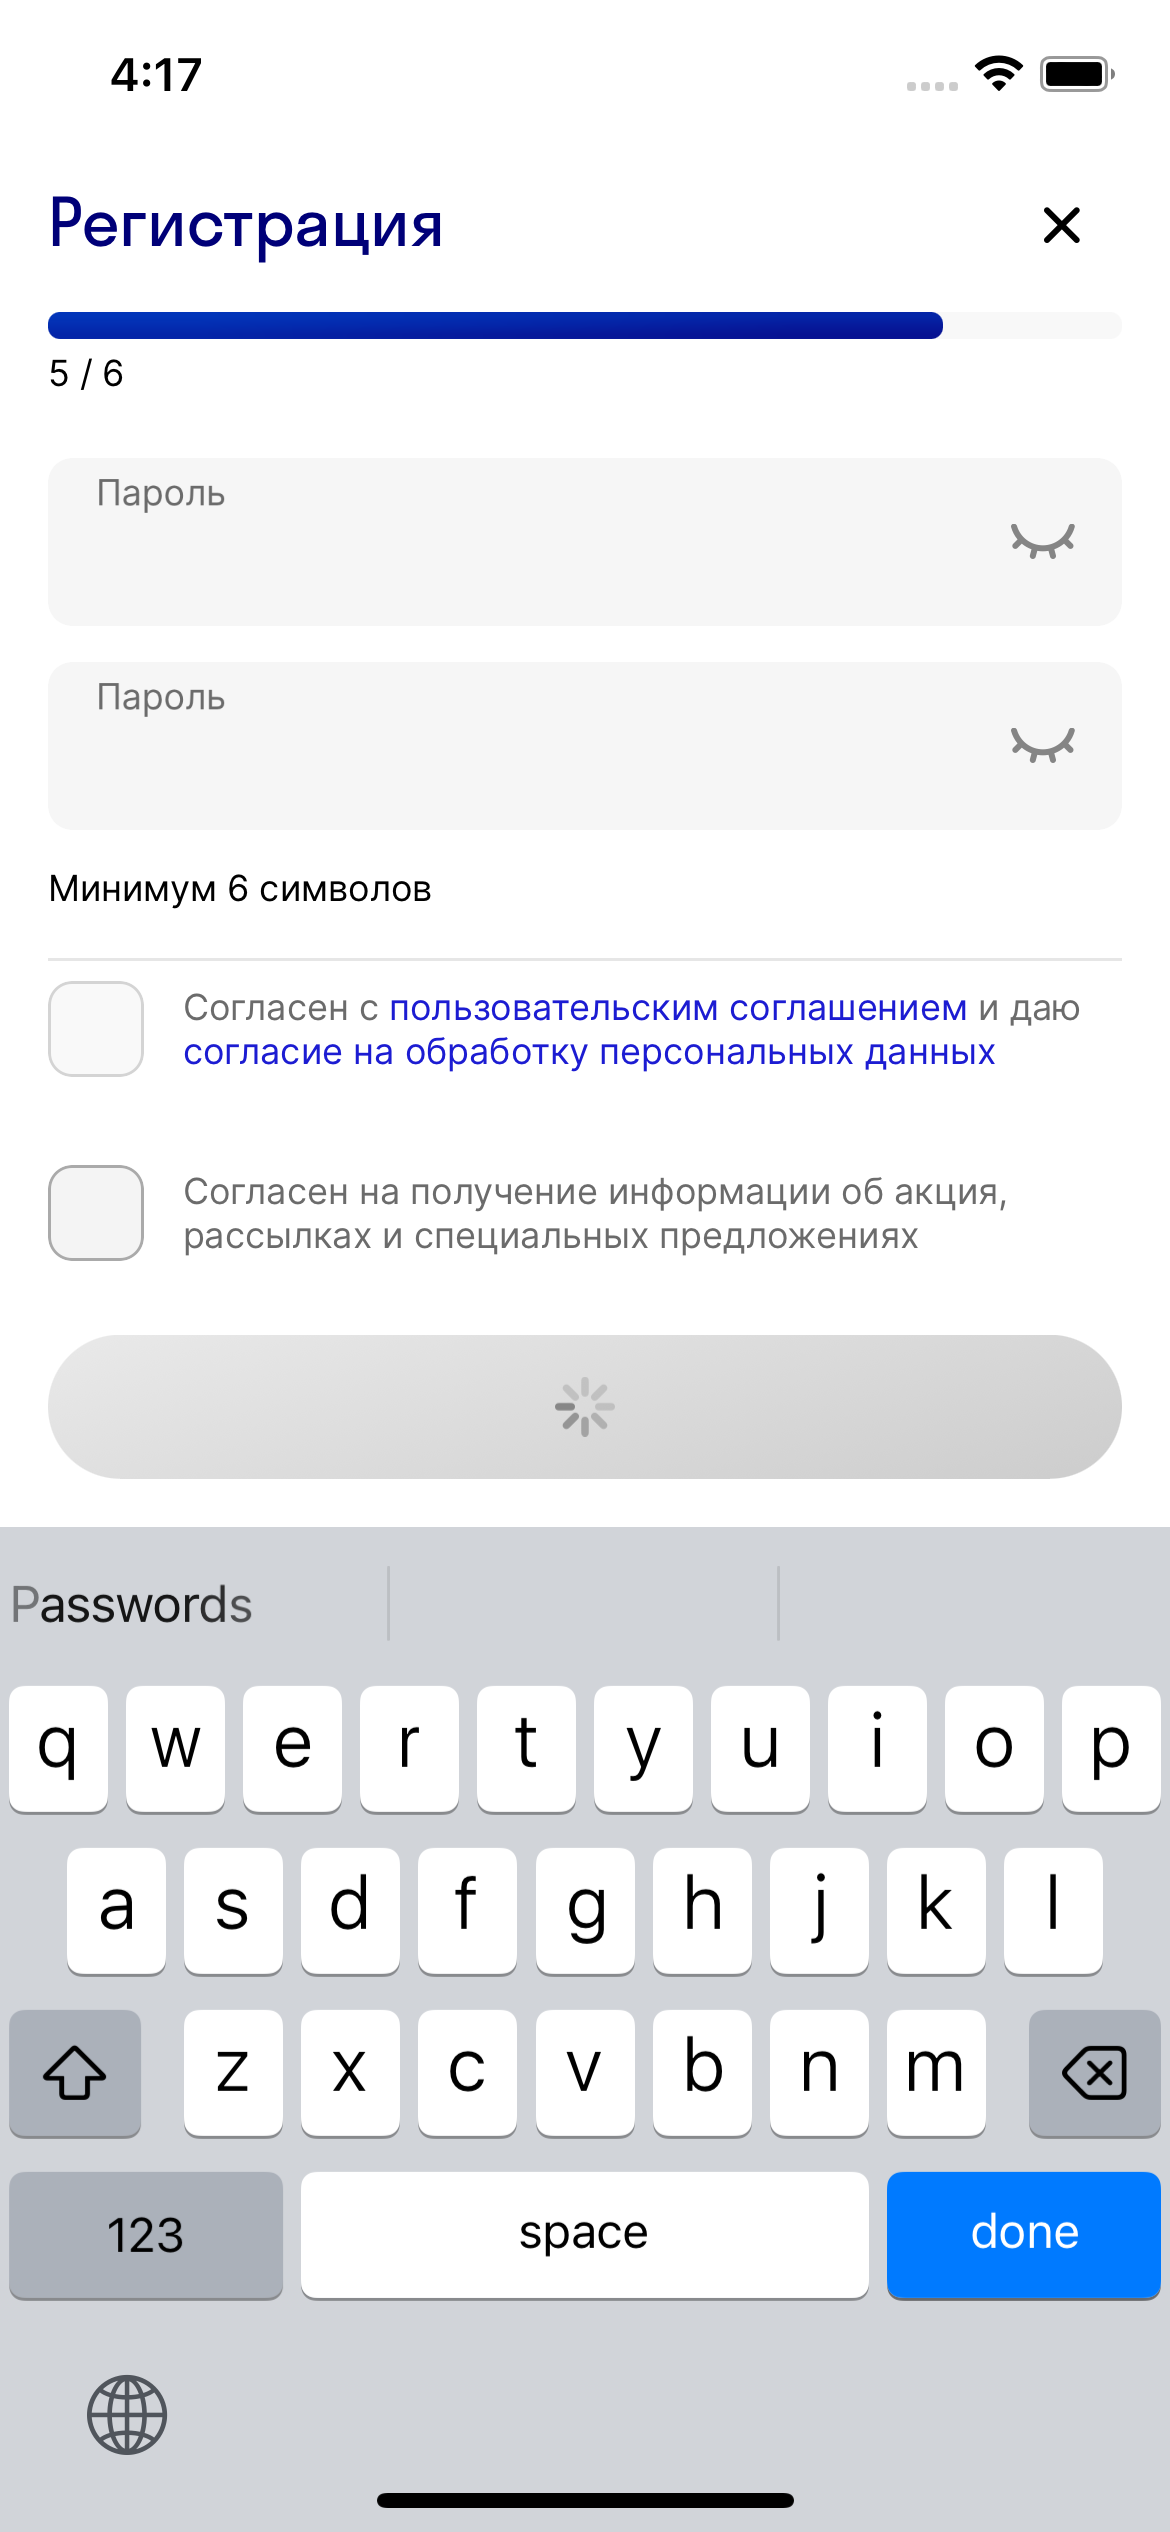 4:17
Регистрация
5 / 6
Пароль
Пароль
Минимум 6 символов
Согласен с пользовательским соглашением и даю
согласие на обработку персональных данных
Согласен на получение информации об акция,
рассылках и специальных предложениях
Passwords
q w e r t y u i o p
a s d f g h j k l
z x c v b n m
123 space done